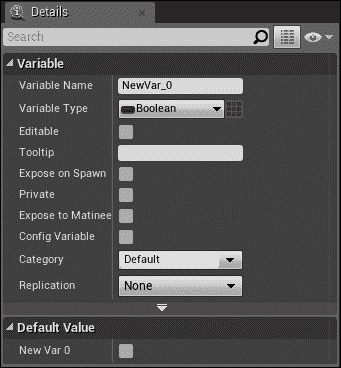 Details
Search
Variable
Variable Name NewVar_0
Variable Type Boolean
Editable
Tooltip
Expose on Spawn
Private
Expose to Matinee
Config Variable
Category Default
Replication None
Default Value
New Var 0